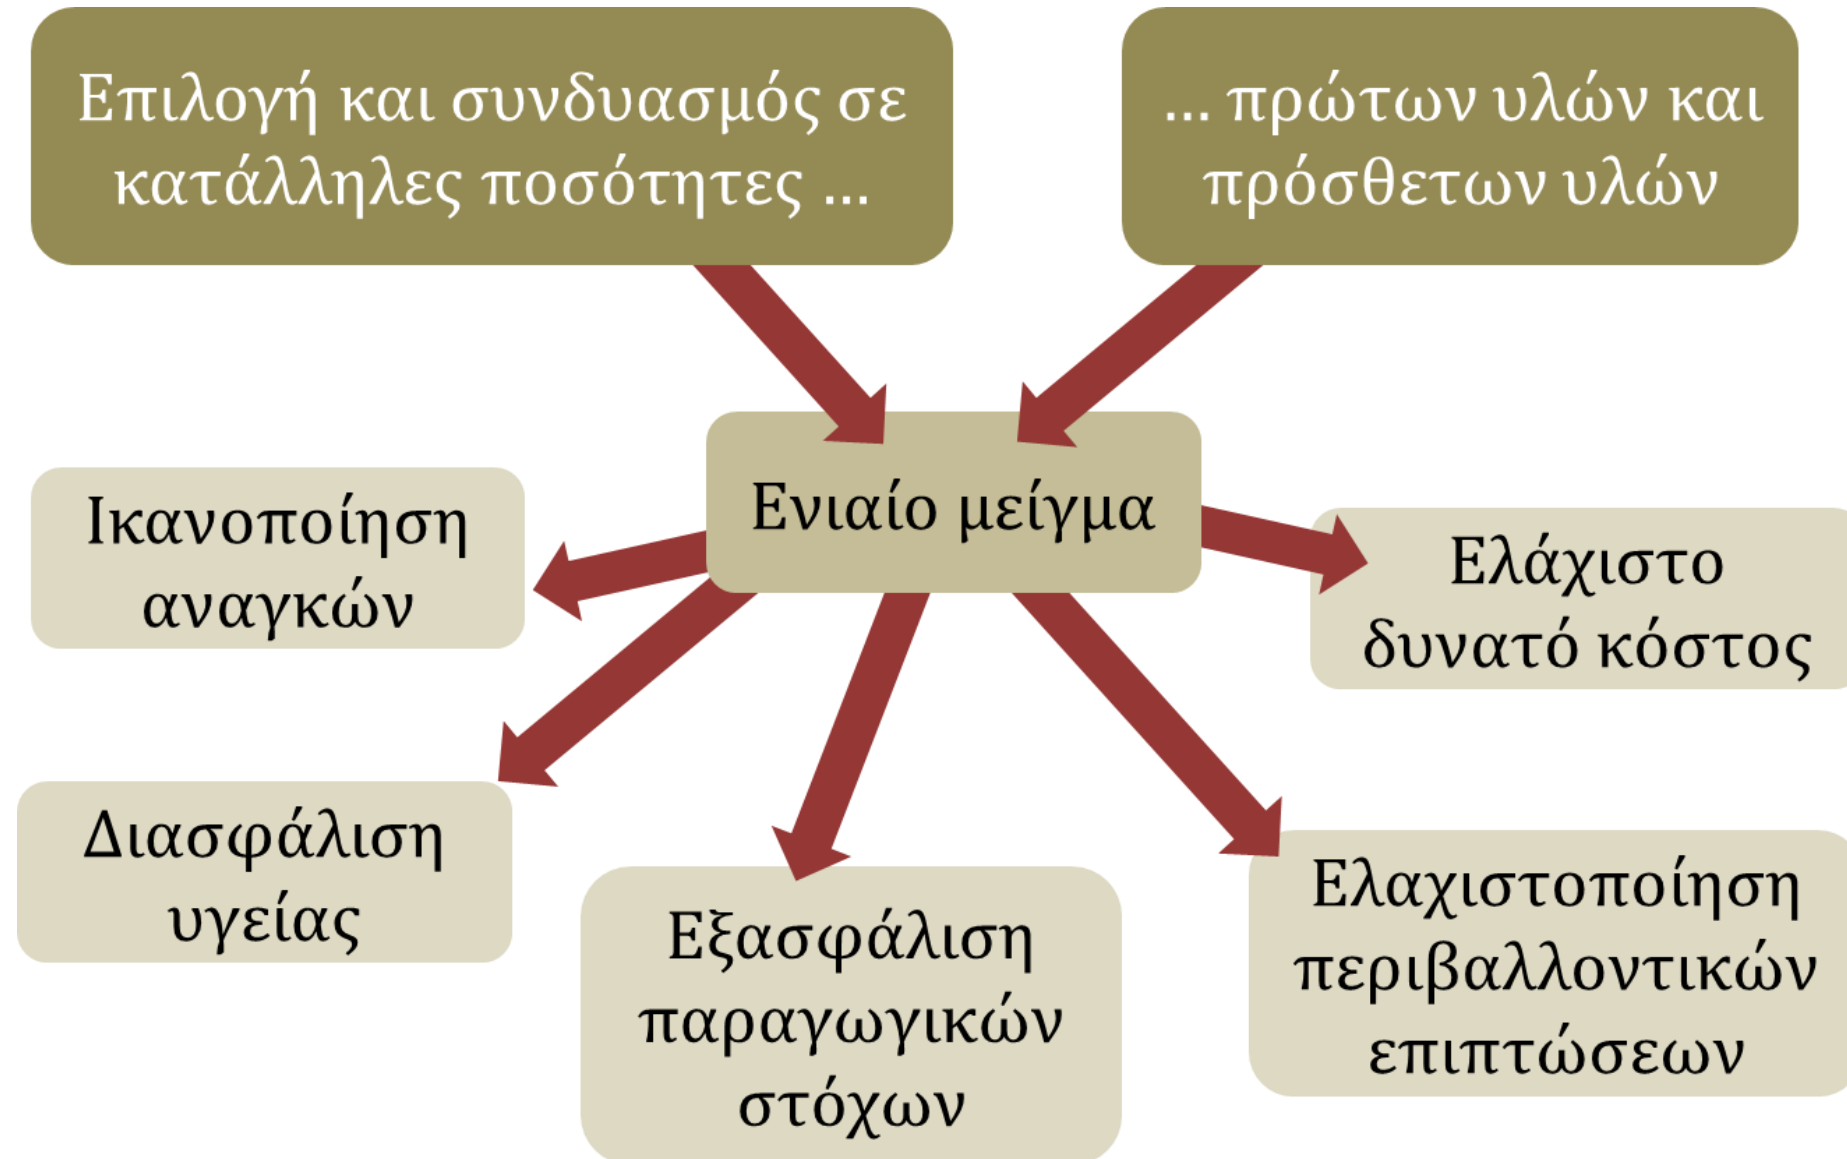 Επιλογή και συνδυασμός σε
κατάλληλες ποσότητες ...
... πρώτων υλών και
πρόσθετων υλών
Ενιαίο μείγμα
Ικανοποίηση
αναγκών
Ελάχιστο
δυνατό κόστος
Διασφάλιση
υγείας
Εξασφάλιση
παραγωγικών
στόχων
Ελαχιστοποίηση
περιβαλλοντικών
επιπτώσεων